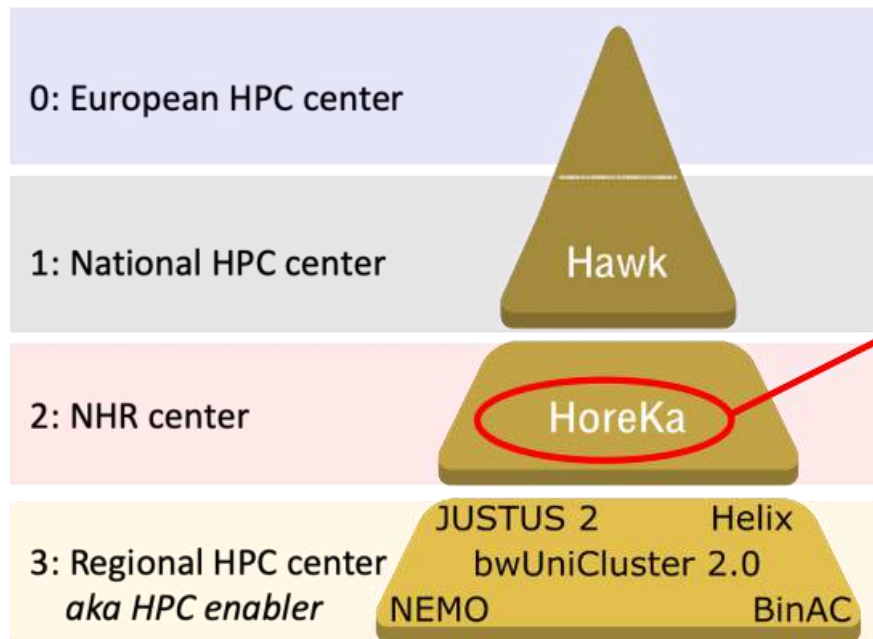 0: European HPC center
1: National HPC center
Hawk
2: NHR center
HoreKa
3: Regional HPC center
aka HPC enabler
JUSTUS 2 Helix
bwUniCluster 2.0
NEMO BinAC